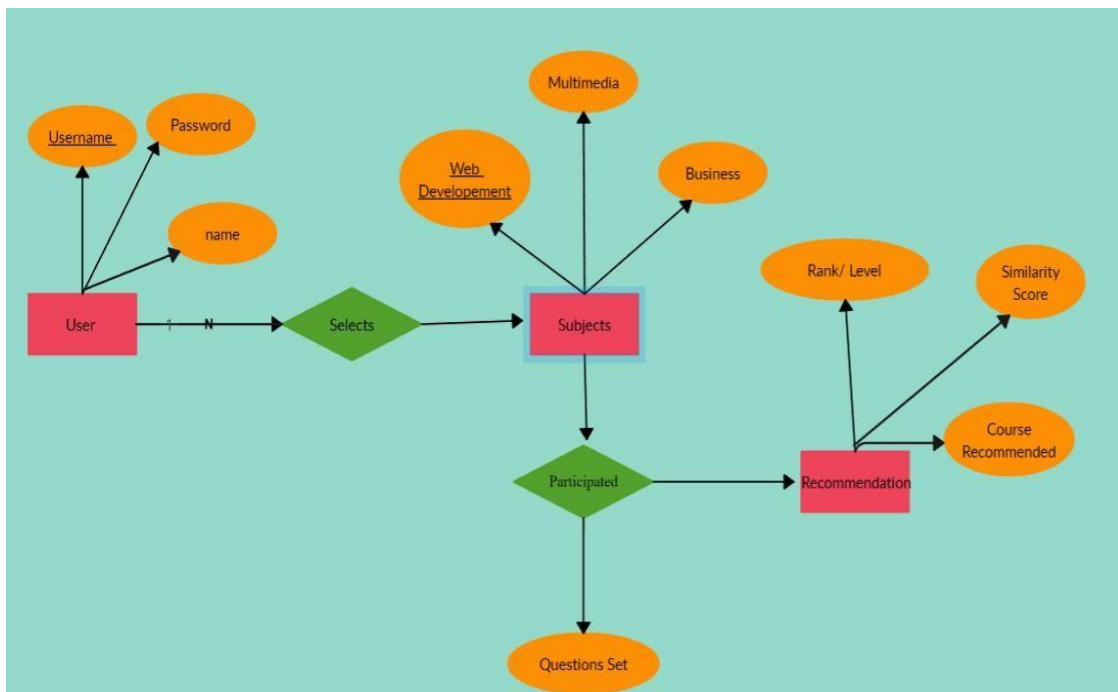 Multimedia
Username
Password
Web
Developement
Business
name
Rank/ Level
Similarity
Score
User
1
N
Selects
Subjects
Course
Recommended
Participated
Recommendation
Questions Set